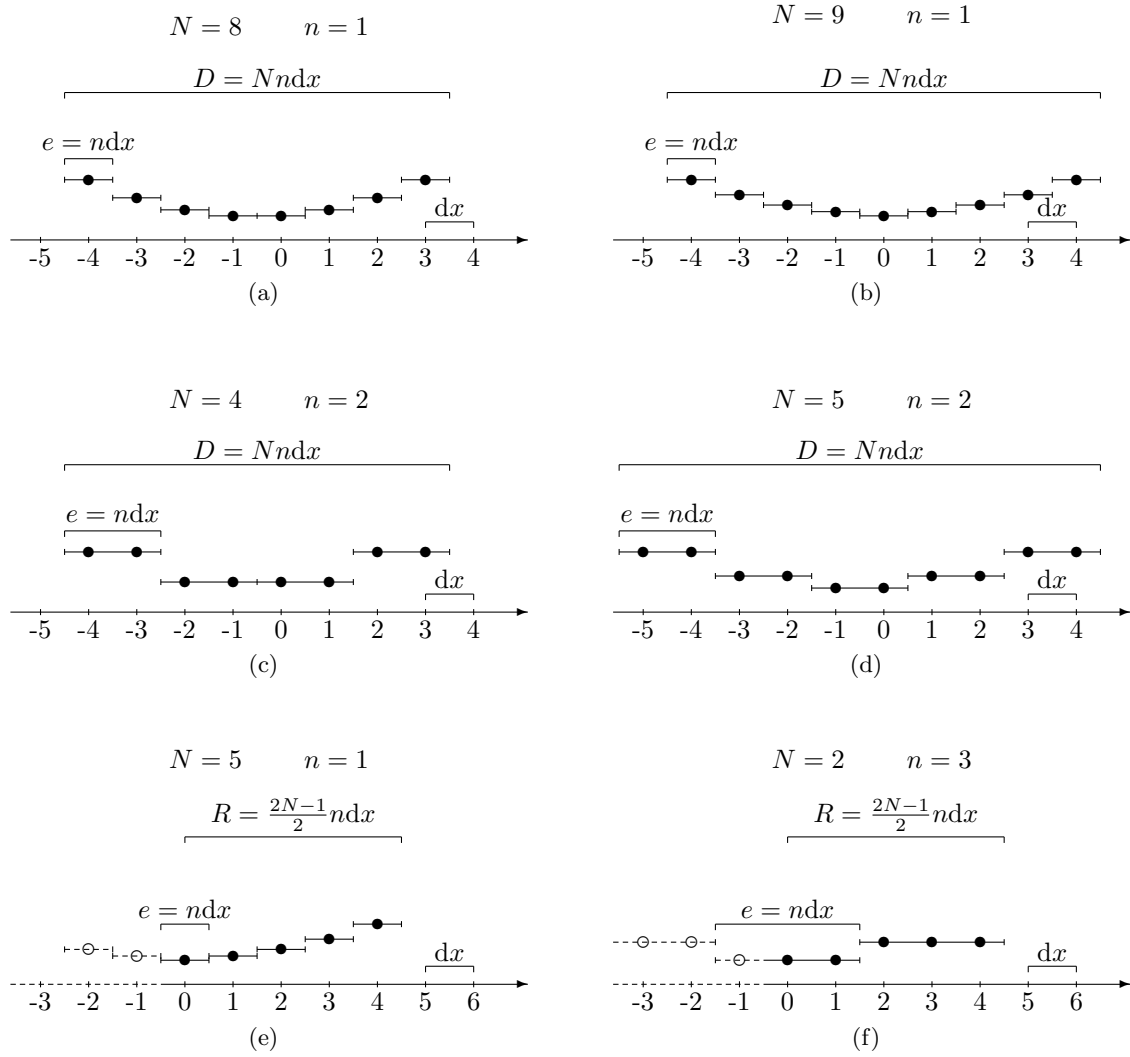 N = 8 n = 1
D = Nndx
e = ndx
dx
-5 -4 -3 -2 -1 0 1 2 3 4
(a)
N = 9 n = 1
D = Nndx
e = ndx
dx
-5 -4 -3 -2 -1 0 1 2 3 4
(b)
N = 4 n = 2
D = Nndx
e = ndx
dx
-5 -4 -3 -2 -1 0 1 2 3 4
(c)
N = 5 n = 2
D = Nndx
e = ndx
dx
-5 -4 -3 -2 -1 0 1 2 3 4
(d)
N = 5 n = 1
R = \frac{2N-1}{2} ndx
e = ndx
dx
-3 -2 -1 0 1 2 3 4 5 6
(e)
N = 2 n = 3
R = \frac{2N-1}{2} ndx
e = ndx
dx
-3 -2 -1 0 1 2 3 4 5 6
(f)